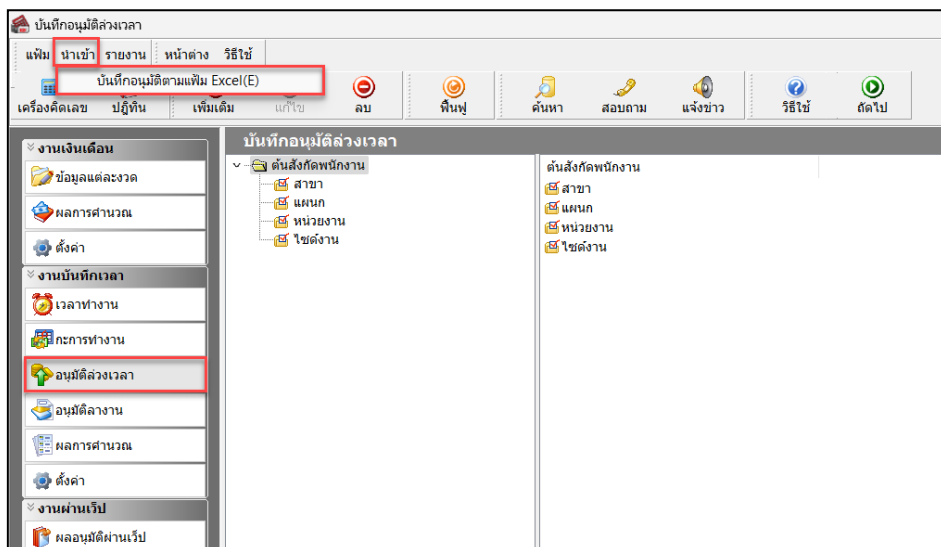 บันทึกอนุมัติล่วงเวลา
แฟ้ม นำเข้า รายงาน หน้าต่าง วิธีใช้
บันทึกอนุมัติตามแฟ้ม Excel(E)
เครื่องคิดเลข ปฏิทิน เพิ่มเติม แก้ไข ลบ ฟื้นฟู ค้นหา สอบถาม แจ้งข่าว วิธีใช้ ถัดไป
งานเงินเดือน
ข้อมูลแต่ละงวด
ผลการคำนวณ
ตั้งค่า
งานบันทึกเวลา
เวลาทำงาน
กะการทำงาน
อนุมัติล่วงเวลา
อนุมัติลางาน
ผลการคำนวณ
ตั้งค่า
งานผ่านเว็ป
ผลอนุมัติผ่านเว็ป
บันทึกอนุมัติล่วงเวลา
ต้นสังกัดพนักงาน
สาขา
แผนก
หน่วยงาน
ไซด์งาน
ต้นสังกัดพนักงาน
สาขา
แผนก
หน่วยงาน
ไซด์งาน